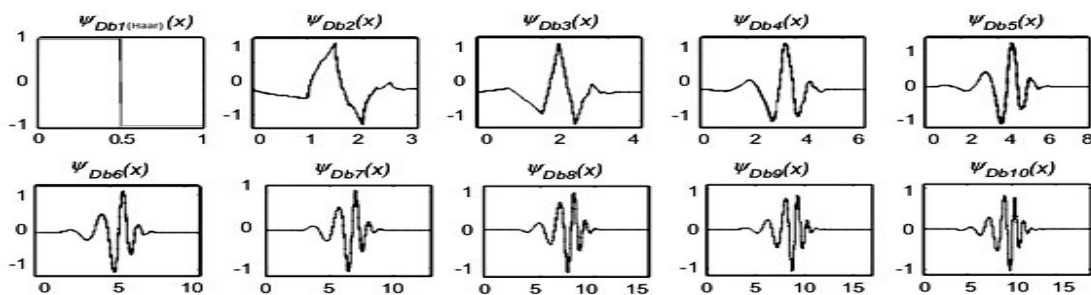 ψDb1(Haar)(x) ψDb2(x) ψDb3(x) ψDb4(x) ψDb5(x)
1 1 1 1 1
0 0 0 0 0
-1 -1 -1 -1 -1
0 0.5 1 0 1 2 3 0 2 4 0 2 4 6 0 2 4 6 8
ψDb6(x) ψDb7(x) ψDb8(x) ψDb9(x) ψDb10(x)
1 1 1 1 1
0 0 0 0 0
-1 -1 -1 -1 -1
0 5 10 0 5 10 0 5 10 15 0 5 10 15 0 5 10 15